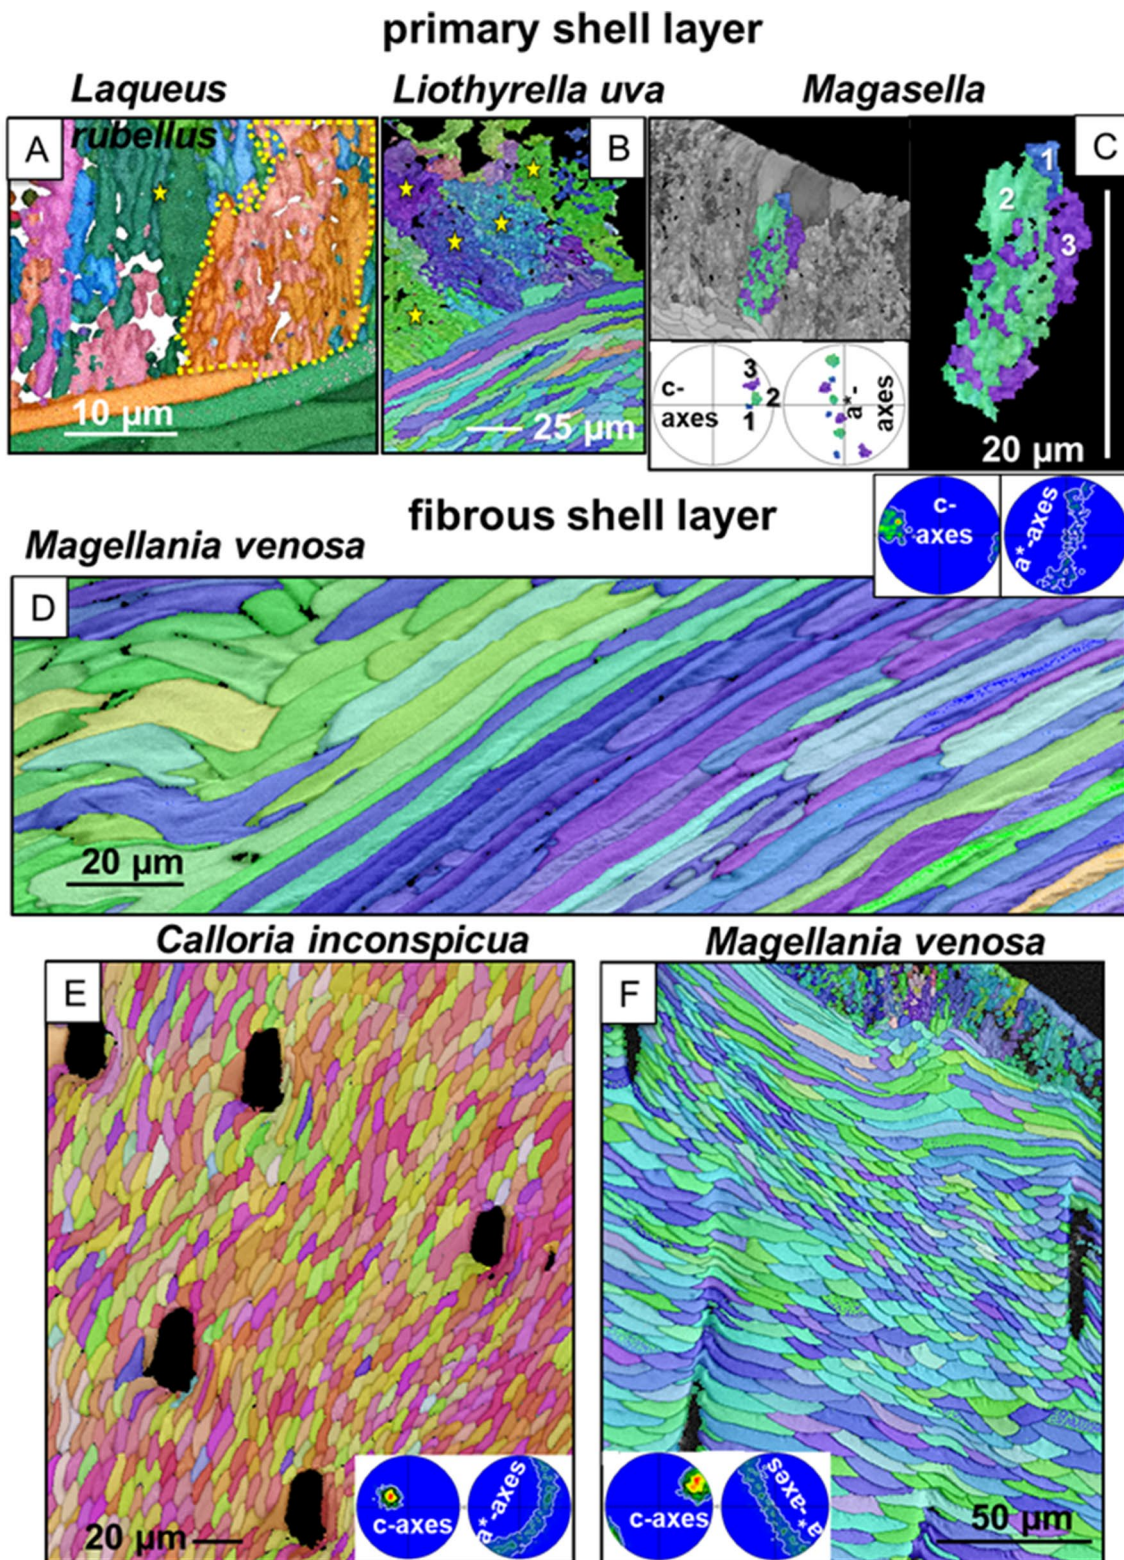 primary shell layer
Laqueus
rubellus
Liothyrella uva
Magasella
A
10 µm
B
25 µm
C
c-
axes
3
2
1
a*-
axes
1
2
3
20 µm
fibrous shell layer
Magellania venosa
c-
axes
a*-axes
D
20 µm
Calloria inconspicua
Magellania venosa
E
20 µm
c-axes
a*-axes
F
c-axes
a*-axes
50 µm